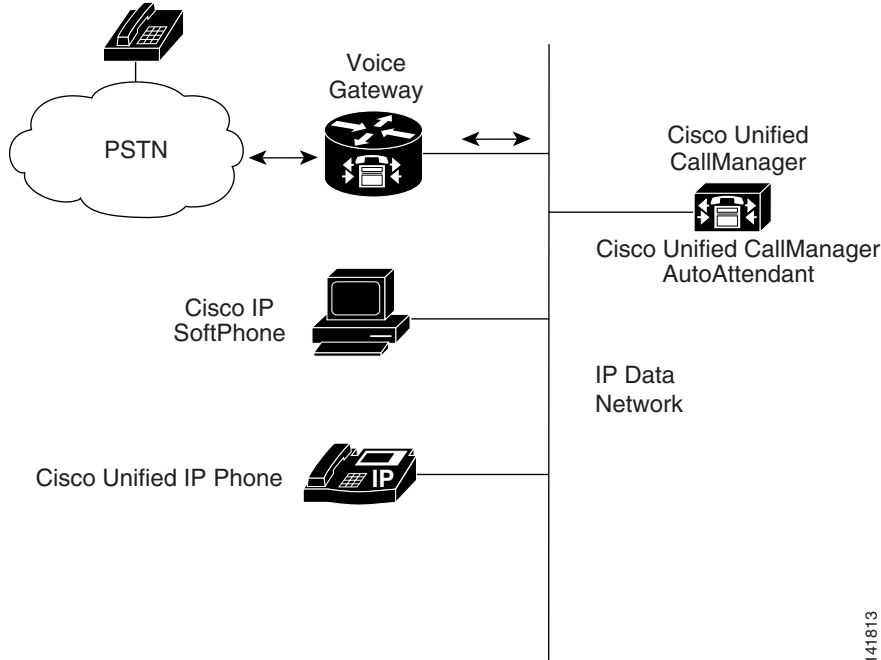 Voice
Gateway
PSTN
Cisco Unified
CallManager
Cisco Unified CallManager
AutoAttendant
Cisco IP
SoftPhone
IP Data
Network
Cisco Unified IP Phone
IP
141813